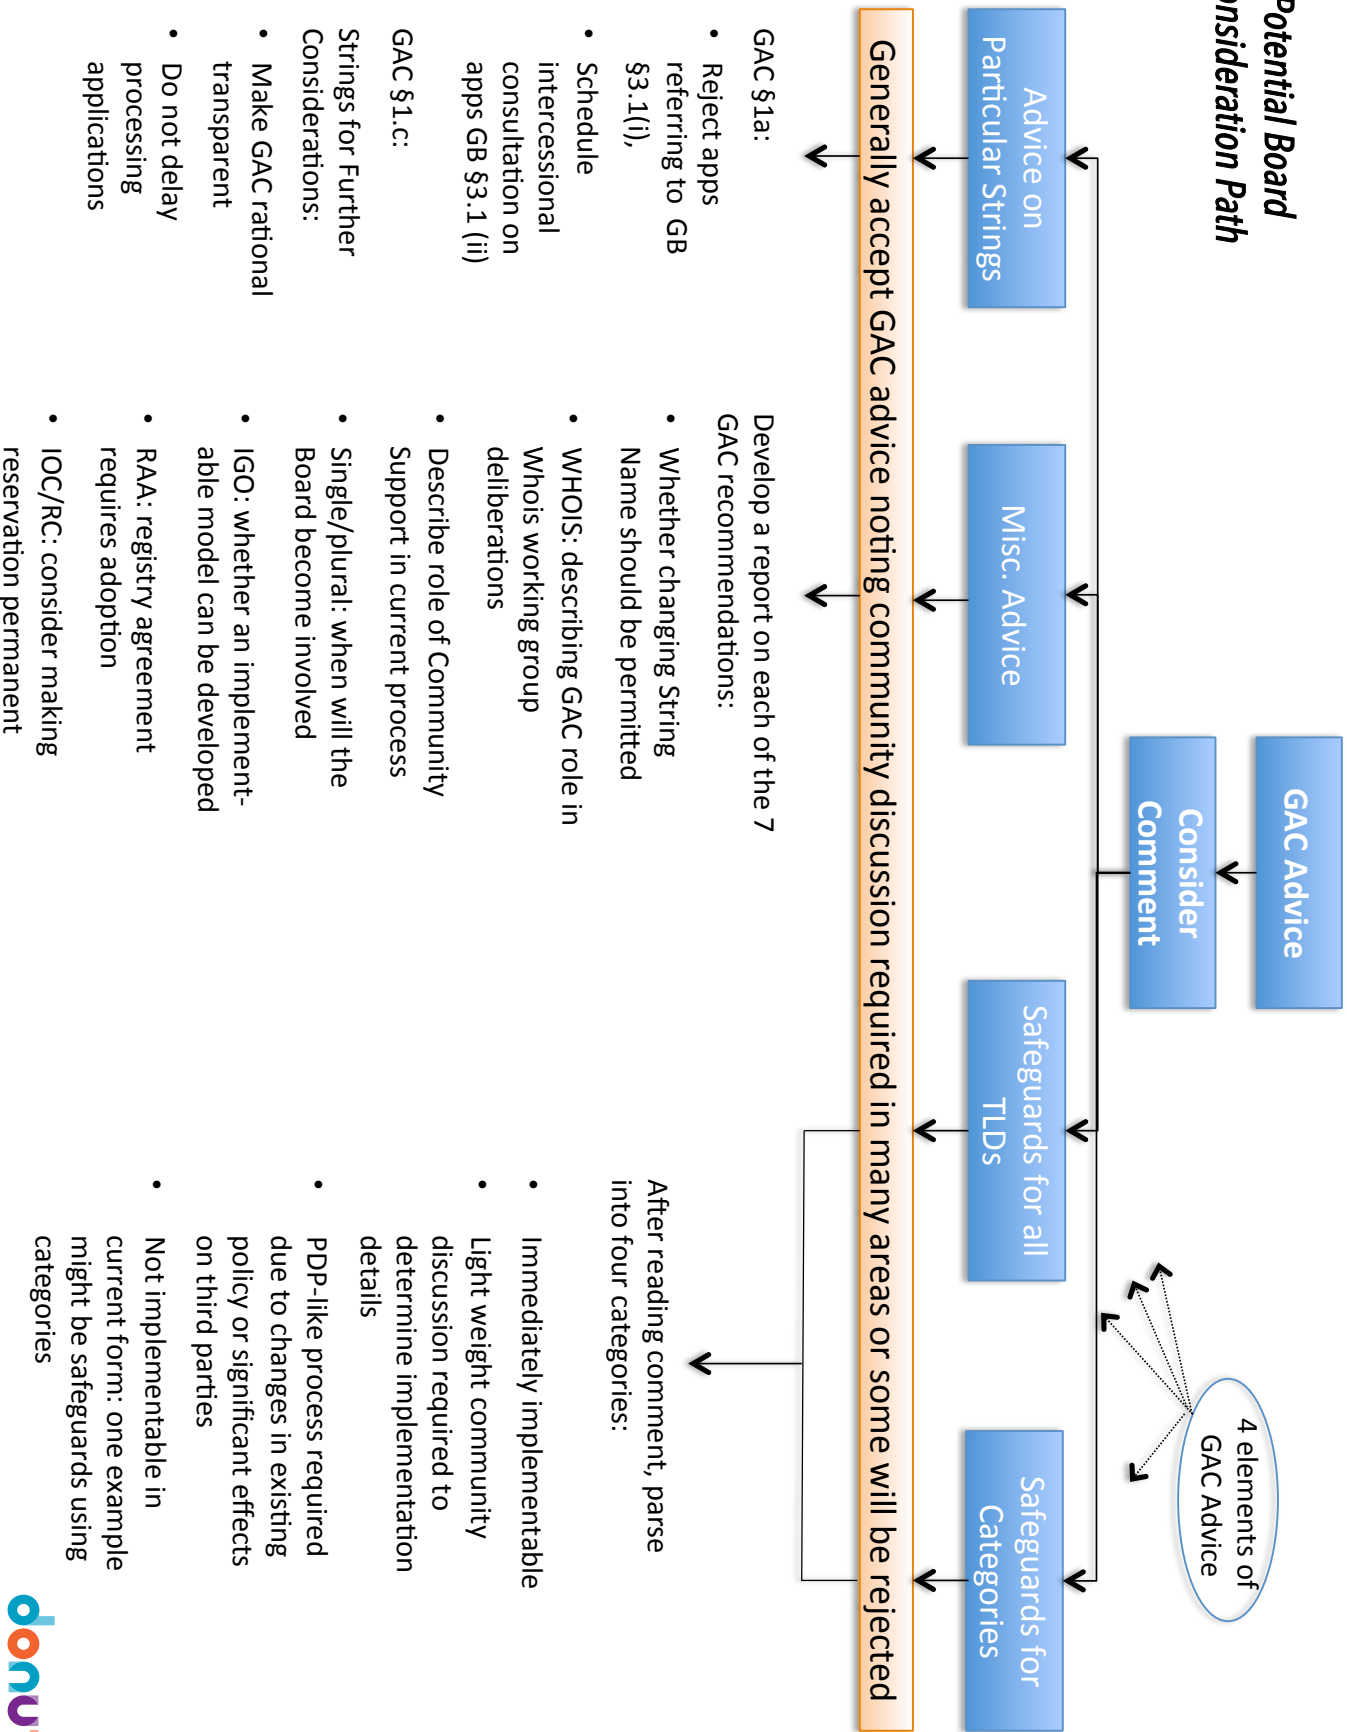 Potential Board
onsideration Path
GAC Advice
Consider
Comment
4 elements of
GAC Advice
Advice on
Particular Strings
Misc. Advice
Safeguards for all
TLDs
Safeguards for
Categories
Generally accept GAC advice noting community discussion required in many areas or some will be rejected
GAC §1a:
• Reject apps
referring to GB
§3.1(i),
• Schedule
intercessional
consultation on
apps GB §3.1 (ii)
GAC §1.c:
Strings for Further
Considerations:
• Make GAC rational
transparent
• Do not delay
processing
applications
Develop a report on each of the 7
GAC recommendations:
• Whether changing String
Name should be permitted
• WHOIS: describing GAC role in
Whois working group
deliberations
• Describe role of Community
Support in current process
• Single/plural: when will the
Board become involved
• IGO: whether an implement-
able model can be developed
• RAA: registry agreement
requires adoption
• IOC/RC: consider making
reservation permanent
After reading comment, parse
into four categories:
• Immediately implementable
• Light weight community
discussion required to
determine implementation
details
• PDP-like process required
due to changes in existing
policy or significant effects
on third parties
• Not implementable in
current form: one example
might be safeguards using
categories
donu